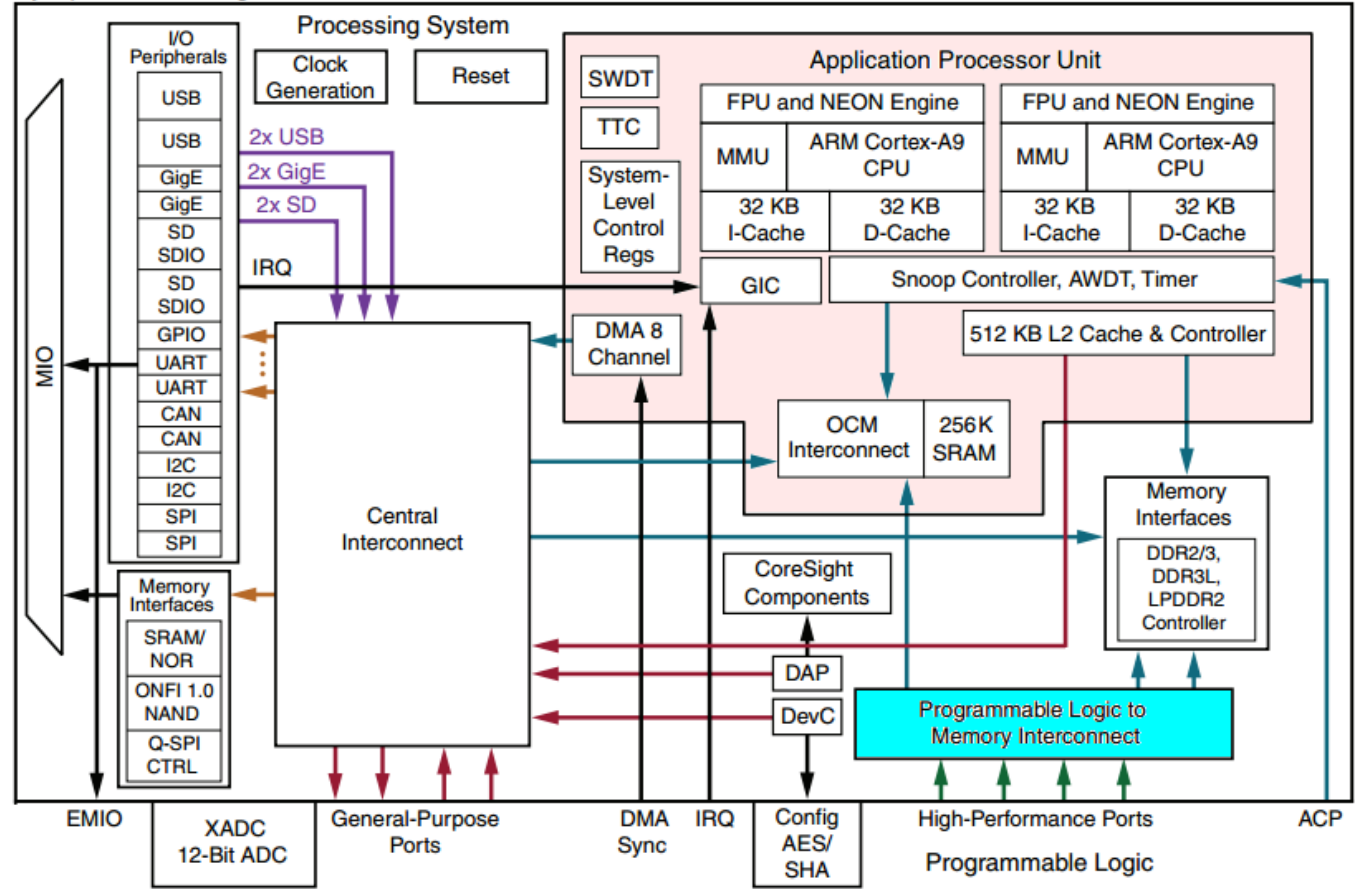 Processing System
I/O
Peripherals
USB
USB
GigE
GigE
SD
SDIO
SD
SDIO
GPIO
UART
UART
CAN
CAN
I2C
I2C
SPI
SPI
MIO
Memory
Interfaces
SRAM/
NOR
ONFI 1.0
NAND
Q-SPI
CTRL
Clock
Generation
Reset
2x USB
2x GigE
2x SD
IRQ
Central
Interconnect
Application Processor Unit
SWDT
TTC
System-
Level
Control
Regs
FPU and NEON Engine
MMU
ARM Cortex-A9
CPU
32 KB
I-Cache
32 KB
D-Cache
FPU and NEON Engine
MMU
ARM Cortex-A9
CPU
32 KB
I-Cache
32 KB
D-Cache
GIC
Snoop Controller, AWDT, Timer
DMA 8
Channel
512 KB L2 Cache & Controller
OCM
Interconnect
256K
SRAM
Memory
Interfaces
DDR2/3,
DDR3L,
LPDDR2
Controller
CoreSight
Components
DAP
DevC
Programmable Logic to
Memory Interconnect
EMIO
XADC
12-Bit ADC
General-Purpose
Ports
DMA
Sync
IRQ
Config
AES/
SHA
High-Performance Ports
ACP
Programmable Logic